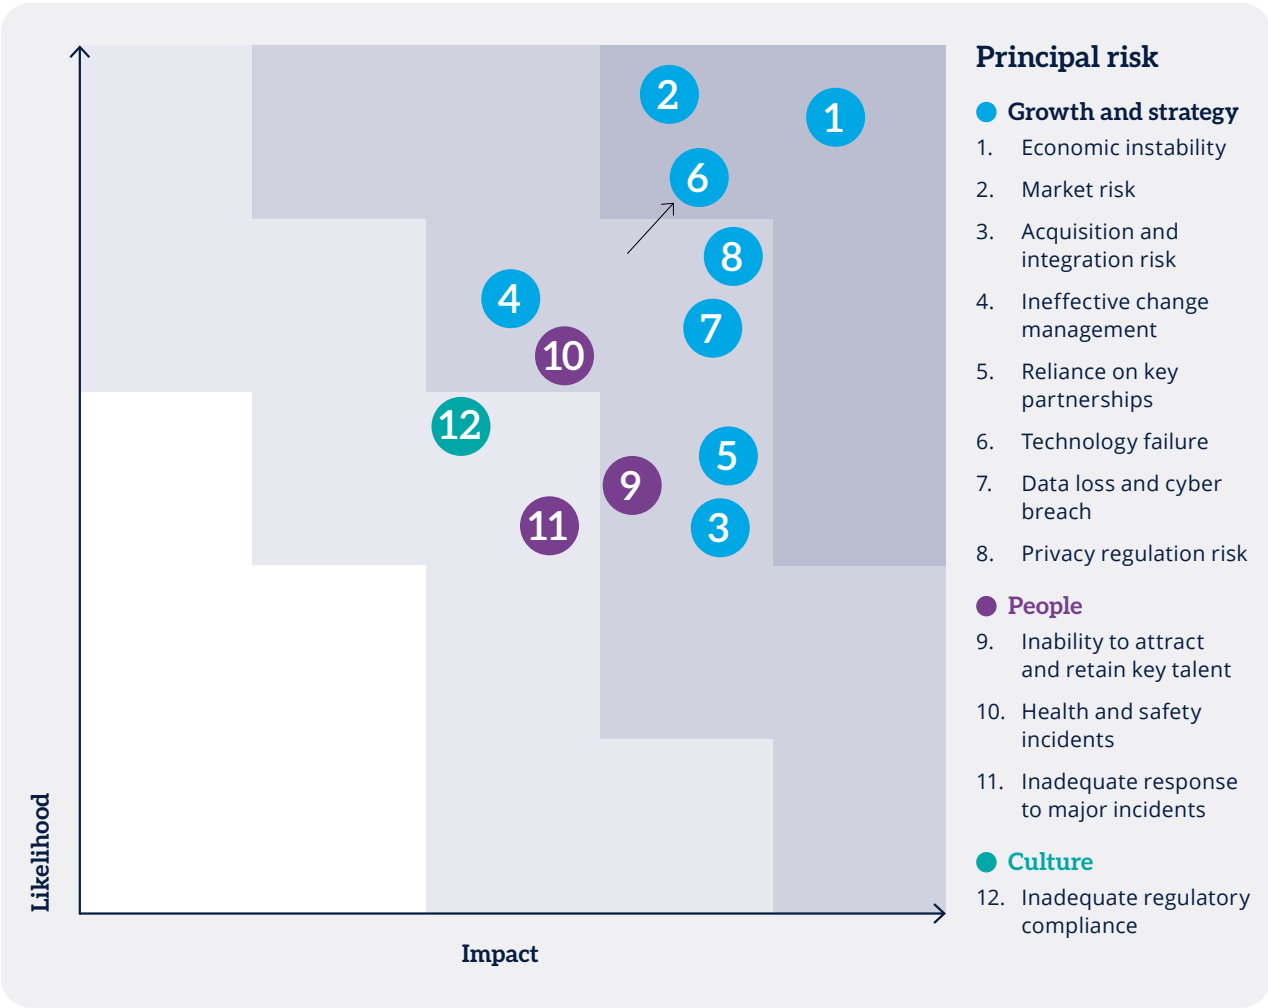 2
1
6
8
4
7
10
12
5
9
11
3
Likelihood
Impact
Principal risk
Growth and strategy
1. Economic instability
2. Market risk
3. Acquisition and
integration risk
4. Ineffective change
management
5. Reliance on key
partnerships
6. Technology failure
7. Data loss and cyber
breach
8. Privacy regulation risk
People
9. Inability to attract
and retain key talent
10. Health and safety
incidents
11. Inadequate response
to major incidents
Culture
12. Inadequate regulatory
compliance